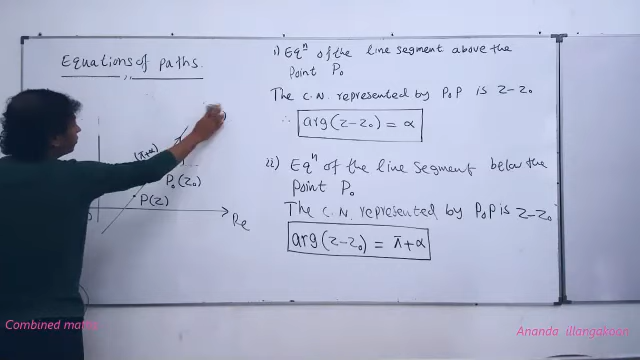 Equations of paths.
i) Eqⁿ of the line segment above the
point P₀
The C.N. represented by P₀P is z-z₀
∴ arg(z-z₀) = α
ii) Eqⁿ of the line segment below the
point P₀
The C.N. represented by P₀P is z-z₀
arg(z-z₀) = π+α
(π+α)
P₀(z₀)
P(z)
Re
Combined maths
Ananda illangakoon